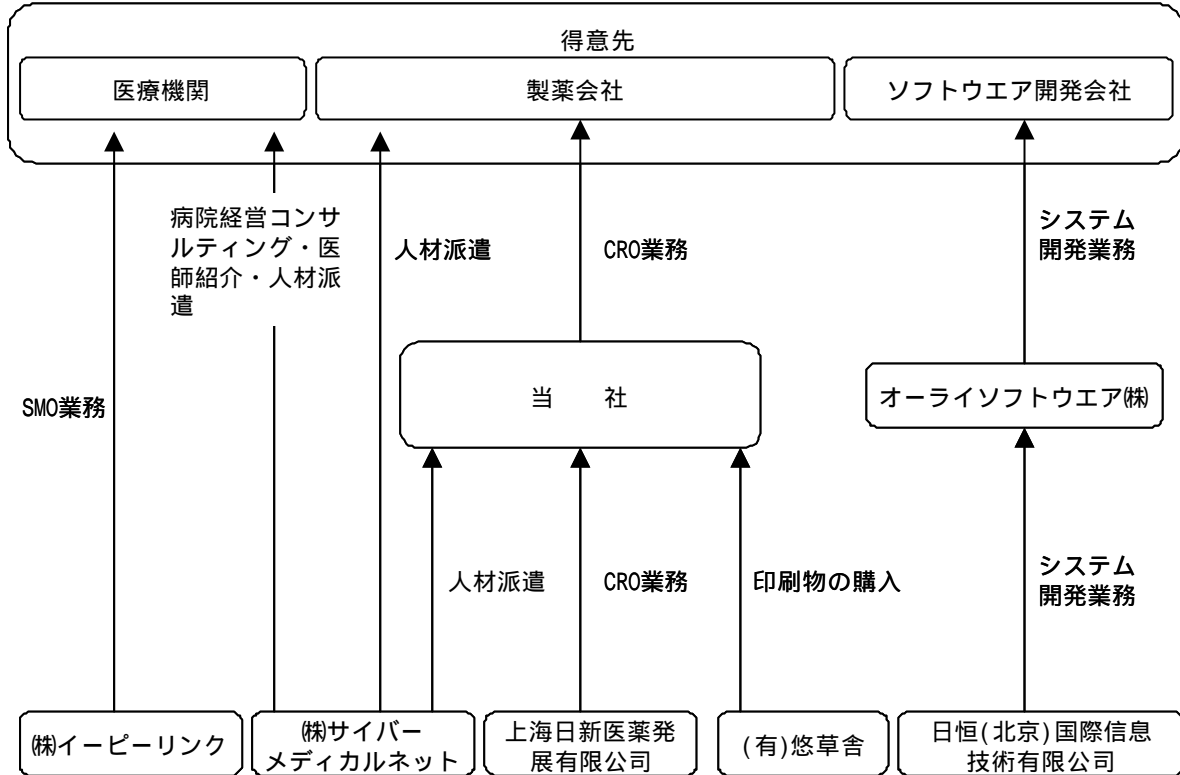 得意先
医療機関
製薬会社
ソフトウエア開発会社
病院経営コンサ
ルティング・医
師紹介・人材派
遣
人材派遣
CRO業務
システム
開発業務
SMO業務
当 社
オーライソフトウエア㈱
人材派遣
CRO業務
印刷物の購入
システム
開発業務
㈱イーピーリンク
㈱サイバー
メディカルネット
上海日新医薬発
展有限公司
(有)悠草舎
日恒(北京)国際信息
技術有限公司